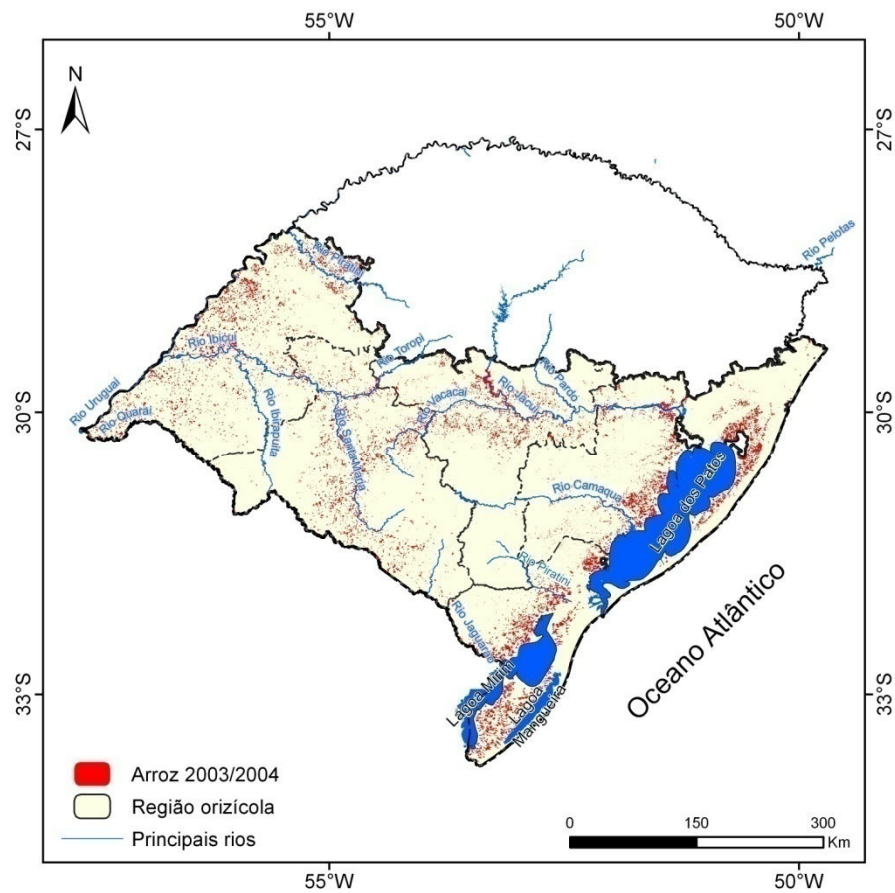 55°W
50°W
N
27°S
27°S
Rio Pelotas
Rio Piratini
Rio Ibicuí
Rio Toropi
Rio Uruguai
Rio Quaraí
Rio Ibirapuitã
Rio Santa Maria
Rio Vacacaí
Rio Jacuí
Rio Pardo
30°S
30°S
Rio Camaquã
Lagoa dos Patos
Rio Piratini
Rio Jaguarão
Oceano Atlântico
Lagoa Mirim
Lagoa
Mangueira
33°S
33°S
Arroz 2003/2004
Região orizícola
Principais rios
0
150
300
Km
55°W
50°W